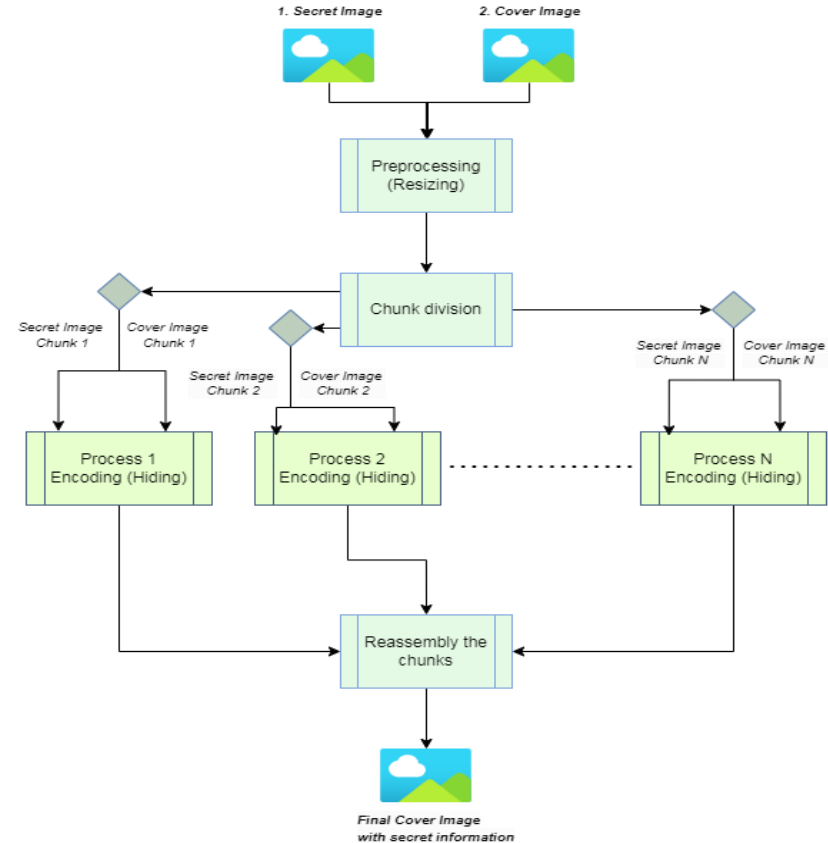 1. Secret Image
2. Cover Image
Preprocessing
(Resizing)
Chunk division
Secret Image
Chunk 1
Cover Image
Chunk 1
Secret Image
Chunk 2
Cover Image
Chunk 2
Secret Image
Chunk N
Cover Image
Chunk N
Process 1
Encoding (Hiding)
Process 2
Encoding (Hiding)
Process N
Encoding (Hiding)
Reassembly the
chunks
Final Cover Image
with secret information